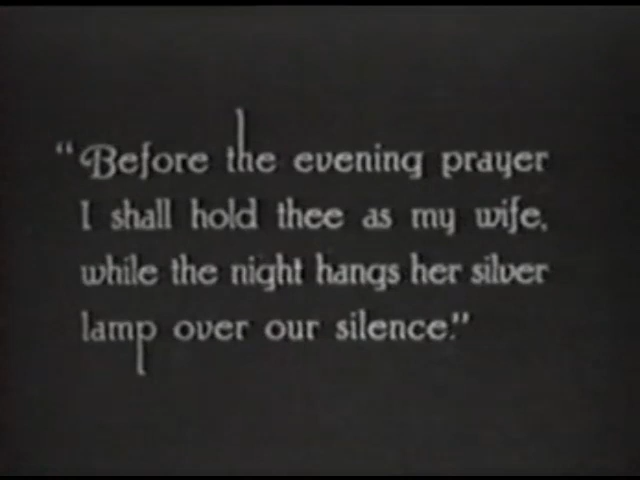 "Before the evening prayer
I shall hold thee as my wife,
while the night hangs her silver
lamp over our silence."